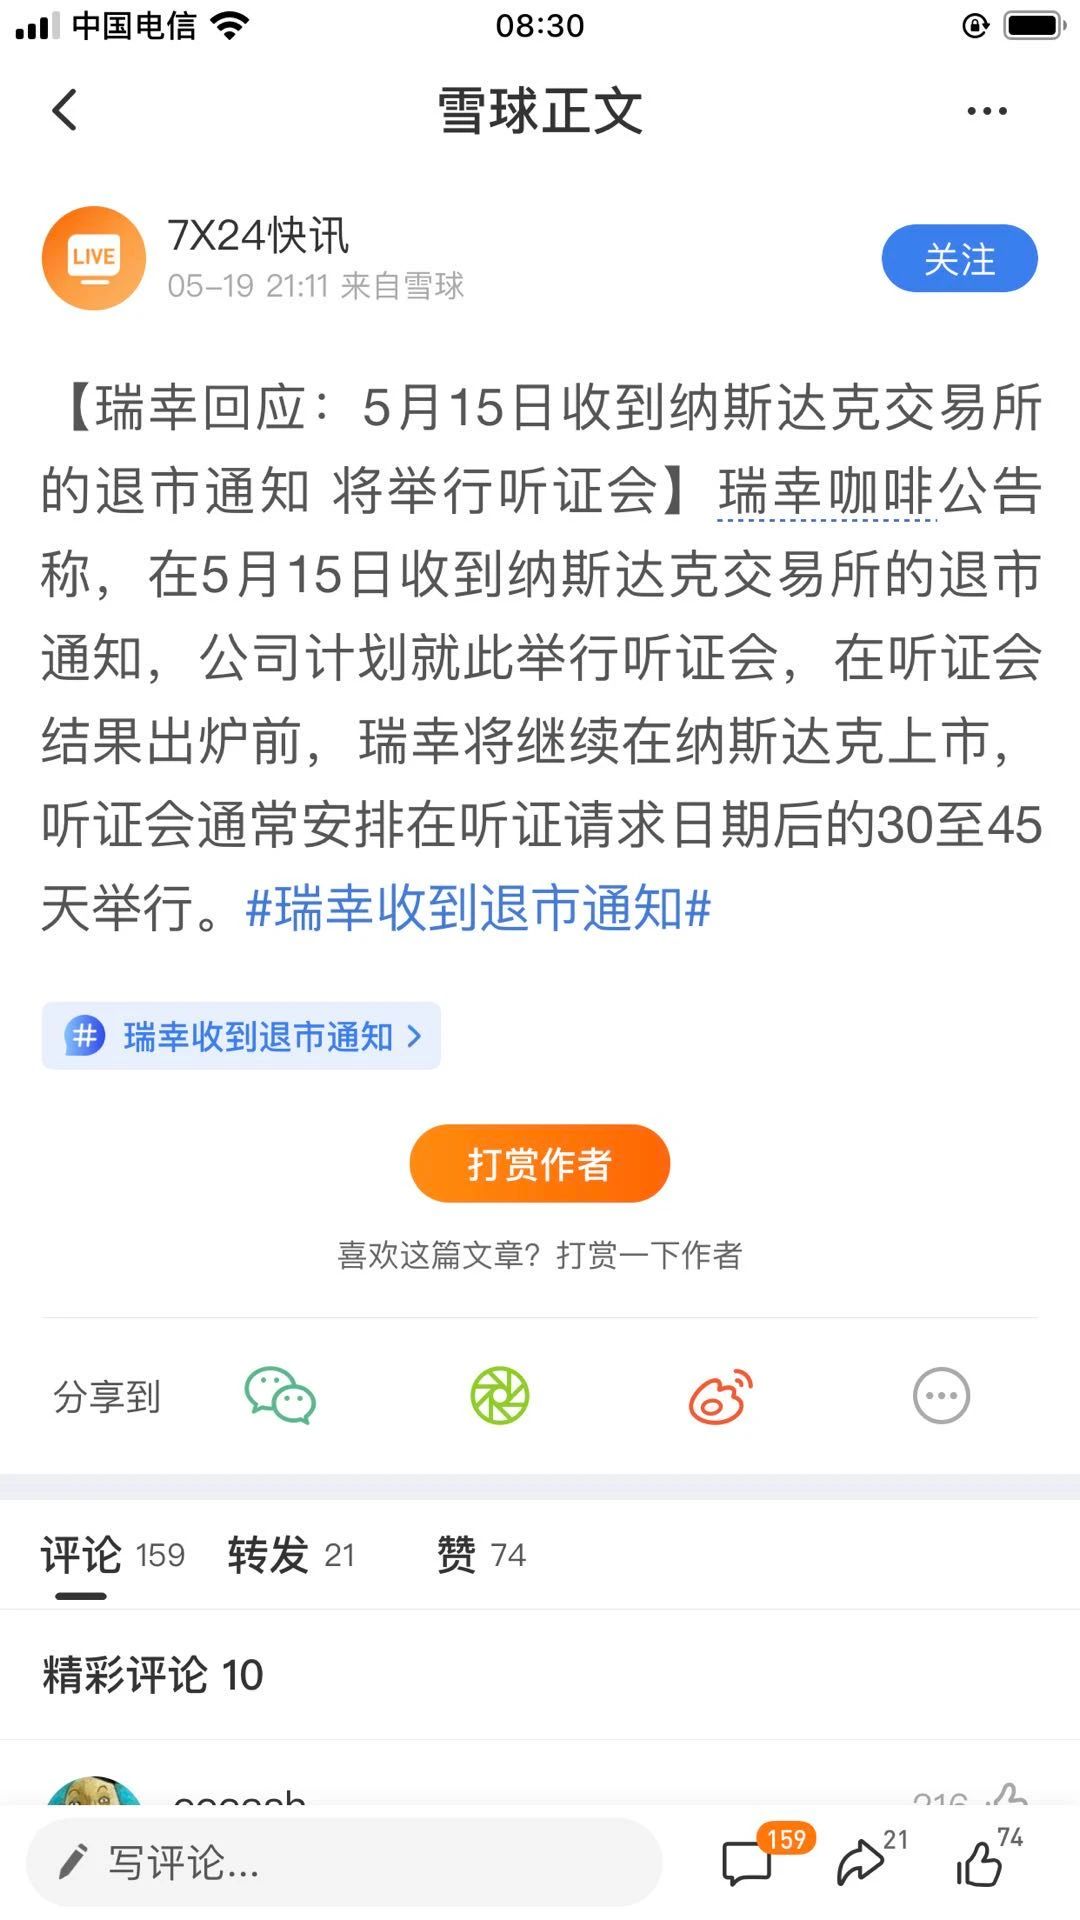 中国电信
08:30
雪球正文
LIVE
7X24快讯
05-19 21:11 来自雪球
关注
【瑞幸回应：5月15日收到纳斯达克交易所
的退市通知 将举行听证会】瑞幸咖啡公告
称，在5月15日收到纳斯达克交易所的退市
通知，公司计划就此举行听证会，在听证会
结果出炉前，瑞幸将继续在纳斯达克上市，
听证会通常安排在听证请求日期后的30至45
天举行。#瑞幸收到退市通知#
# 瑞幸收到退市通知
打赏作者
喜欢这篇文章？打赏一下作者
分享到
评论 159 转发 21 赞 74
精彩评论 10
写评论...
159
21
74